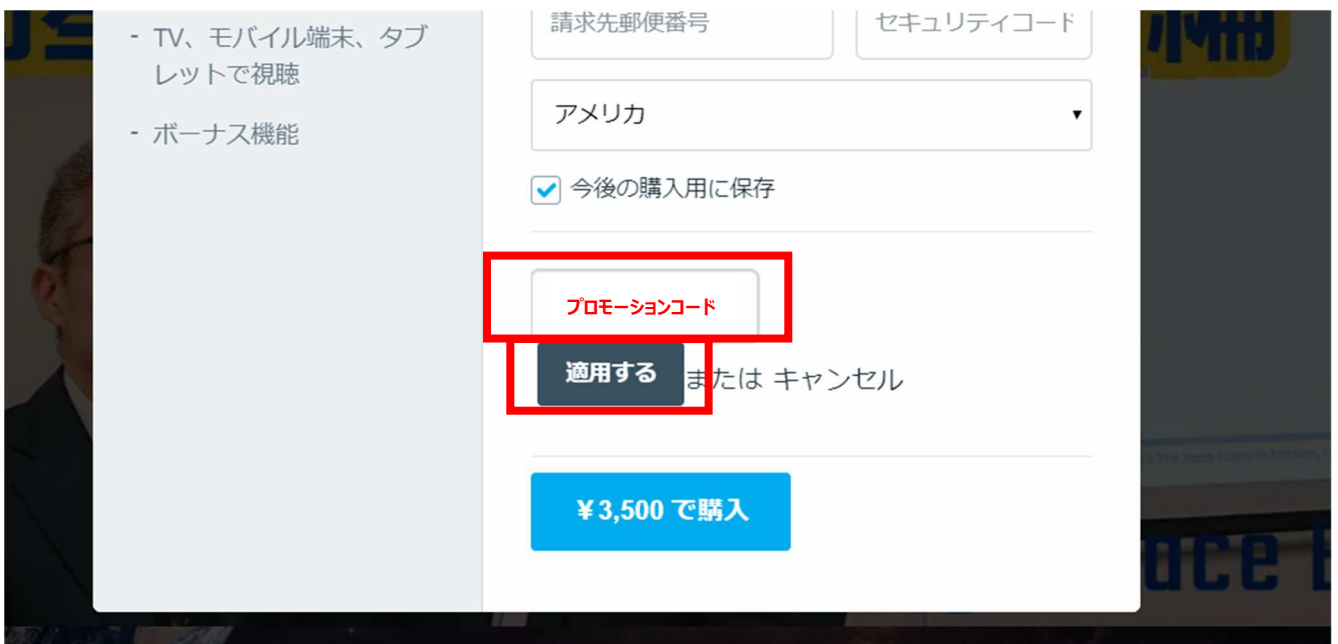 - TV、モバイル端末、タブ
レットで視聴
- ボーナス機能
請求先郵便番号
セキュリティコード
アメリカ
今後の購入用に保存
プロモーションコード
適用する または キャンセル
¥3,500 で購入
ace